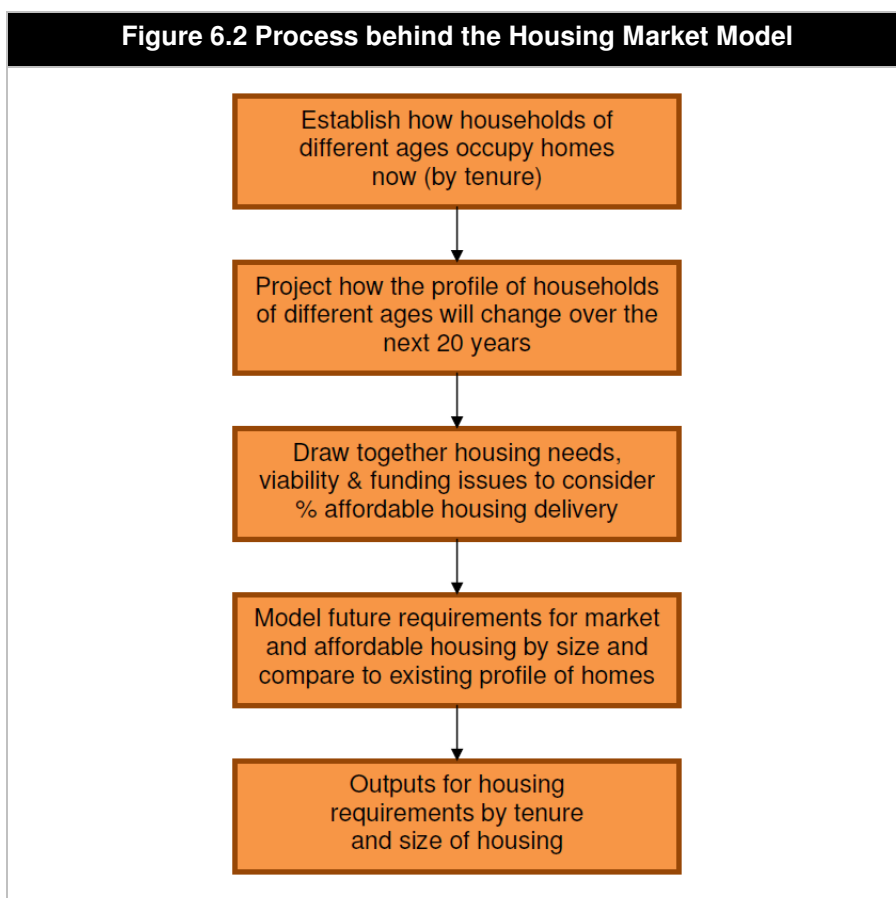 Figure 6.2 Process behind the Housing Market Model
Establish how households of
different ages occupy homes
now (by tenure)
Project how the profile of households
of different ages will change over the
next 20 years
Draw together housing needs,
viability & funding issues to consider
% affordable housing delivery
Model future requirements for market
and affordable housing by size and
compare to existing profile of homes
Outputs for housing
requirements by tenure
and size of housing